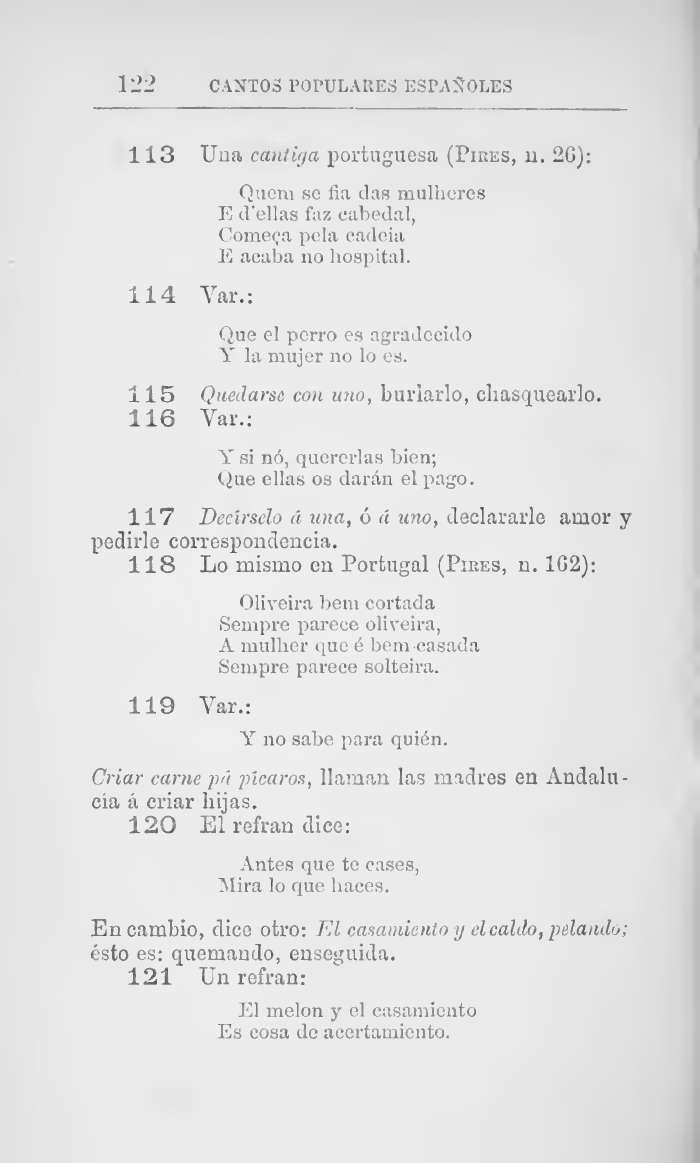 122 CANTOS POPULARES ESPAÑOLES
113 Una cantiga portuguesa (PIRES, n. 26):
Quem se fia das mulheres
E d'ellas faz cabedal,
Começa pela cadeia
E acaba no hospital.
114 Var.:
Que el perro es agradecido
Y la mujer no lo es.
115 Quedarse con uno, burlarlo, chasquearlo.
116 Var.:
Y si nó, quererlas bien;
Que ellas os darán el pago.
117 Decírselo á una, ó á uno, declararle amor y
pedirle correspondencia.
118 Lo mismo en Portugal (PIRES, n. 162):
Oliveira bem cortada
Sempre parece oliveira,
A mulher que é bem casada
Sempre parece solteira.
119 Var.:
Y no sabe para quién.
Criar carne pá pícaros, llaman las madres en Andalu-
cía á criar hijas.
120 El refran dice:
Antes que te cases,
Mira lo que haces.
En cambio, dice otro: El casamiento y el caldo, pelando;
ésto es: quemando, enseguida.
121 Un refran:
El melon y el casamiento
Es cosa de acertamiento.